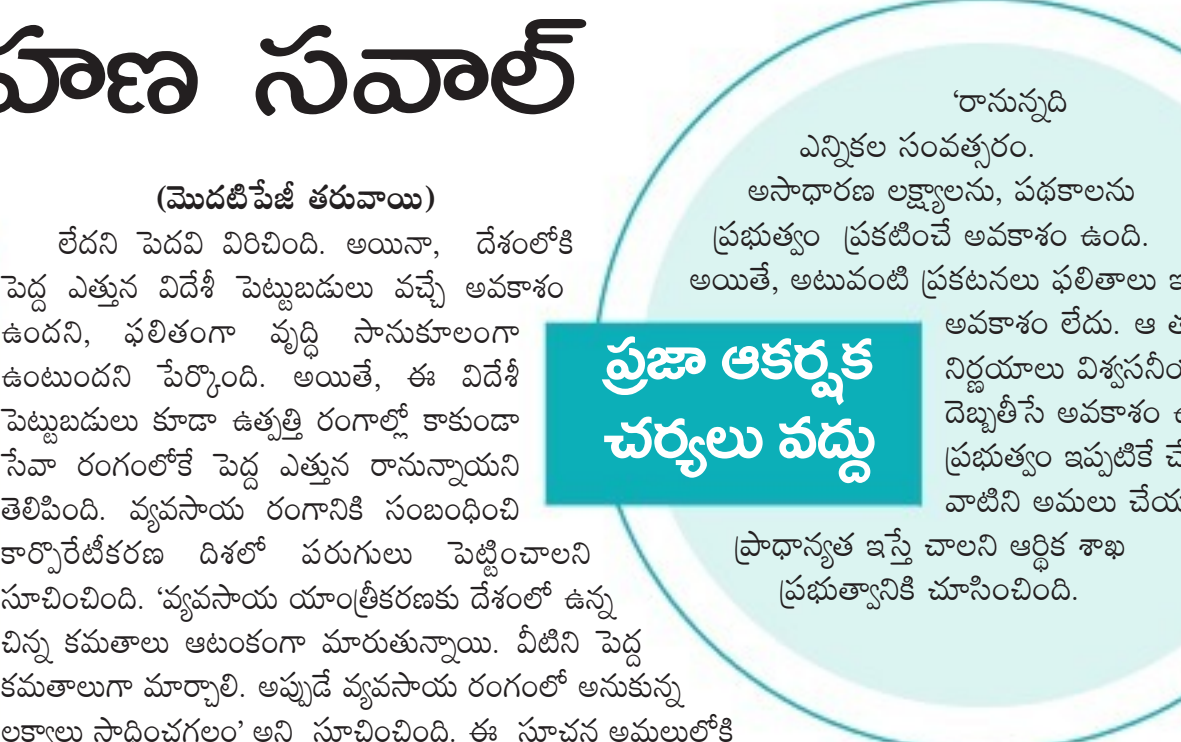 సవాల్
(మొదటిపేజీ తరువాయి)
లేదని పెదవి విరిచింది. అయినా, దేశంలోకి
పెద్ద ఎత్తున విదేశీ పెట్టుబడులు వచ్చే అవకాశం
ఉందని, ఫలితంగా వృద్ధి సానుకూలంగా
ఉంటుందని పేర్కొంది. అయితే, ఈ విదేశీ
పెట్టుబడులు కూడా ఉత్పత్తి రంగాల్లో కాకుండా
సేవా రంగంలోకే పెద్ద ఎత్తున రానున్నాయని
తెలిపింది. వ్యవసాయ రంగానికి సంబంధించి
కార్పొరేటీకరణ దిశలో పరుగులు పెట్టించాలని
సూచించింది. ‘వ్యవసాయ యాంత్రీకరణకు దేశంలో ఉన్న
చిన్న కమతాలు ఆటంకంగా మారుతున్నాయి. వీటిని పెద్ద
కమతాలుగా మార్చాలి. అప్పుడే వ్యవసాయ రంగంలో అనుకున్న
లక్యాలు సాదించగలం’ అని సూచించింది. ఈ సూచన అమలులోకి
ప్రజా ఆకర్షక
చర్యలు వద్దు
‘రానున్నది
ఎన్నికల సంవత్సరం.
అసాధారణ లక్ష్యాలను, పథకాలను
ప్రభుత్వం ప్రకటించే అవకాశం ఉంది.
అయితే, అటువంటి ప్రకటనలు ఫలితాలు
అవకాశం లేదు. ఆ
నిర్ణయాలు
దెబ్బతీసే అవకాశం
ప్రభుత్వం ఇప్పటికే
వాటిని అమలు
ప్రాధాన్యత ఇస్తే చాలని ఆర్థిక శాఖ
ప్రభుత్వానికి చూసించింది.